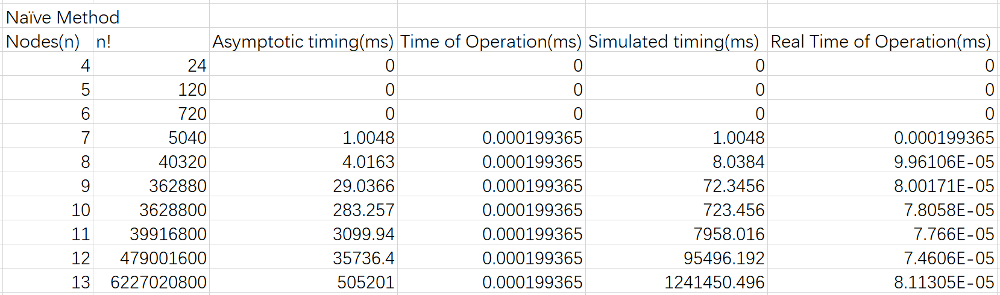 Naïve Method
Nodes(n) n! Asymptotic timing(ms) Time of Operation(ms) Simulated timing(ms) Real Time of Operation(ms)
4 24 0 0 0 0
5 120 0 0 0 0
6 720 0 0 0 0
7 5040 1.0048 0.000199365 1.0048 0.000199365
8 40320 4.0163 0.000199365 8.0384 9.96106E-05
9 362880 29.0366 0.000199365 72.3456 8.00171E-05
10 3628800 283.257 0.000199365 723.456 7.8058E-05
11 39916800 3099.94 0.000199365 7958.016 7.766E-05
12 479001600 35736.4 0.000199365 95496.192 7.4606E-05
13 6227020800 505201 0.000199365 1241450.496 8.11305E-05